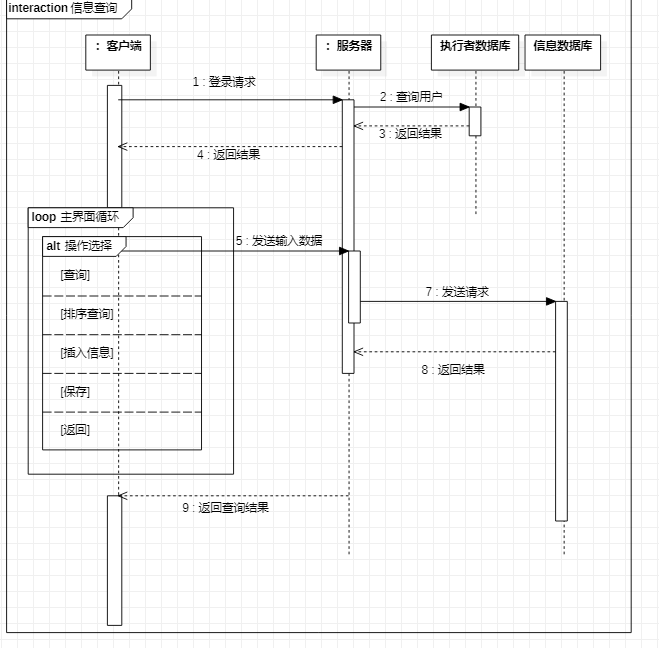 interaction 信息查询
: 客户端
: 服务器
执行者数据库
信息数据库
1 : 登录请求
2 : 查询用户
3 : 返回结果
4 : 返回结果
loop 主界面循环
alt 操作选择
5 : 发送输入数据
[查询]
7 : 发送请求
[排序查询]
[插入信息]
8 : 返回结果
[保存]
[返回]
9 : 返回查询结果